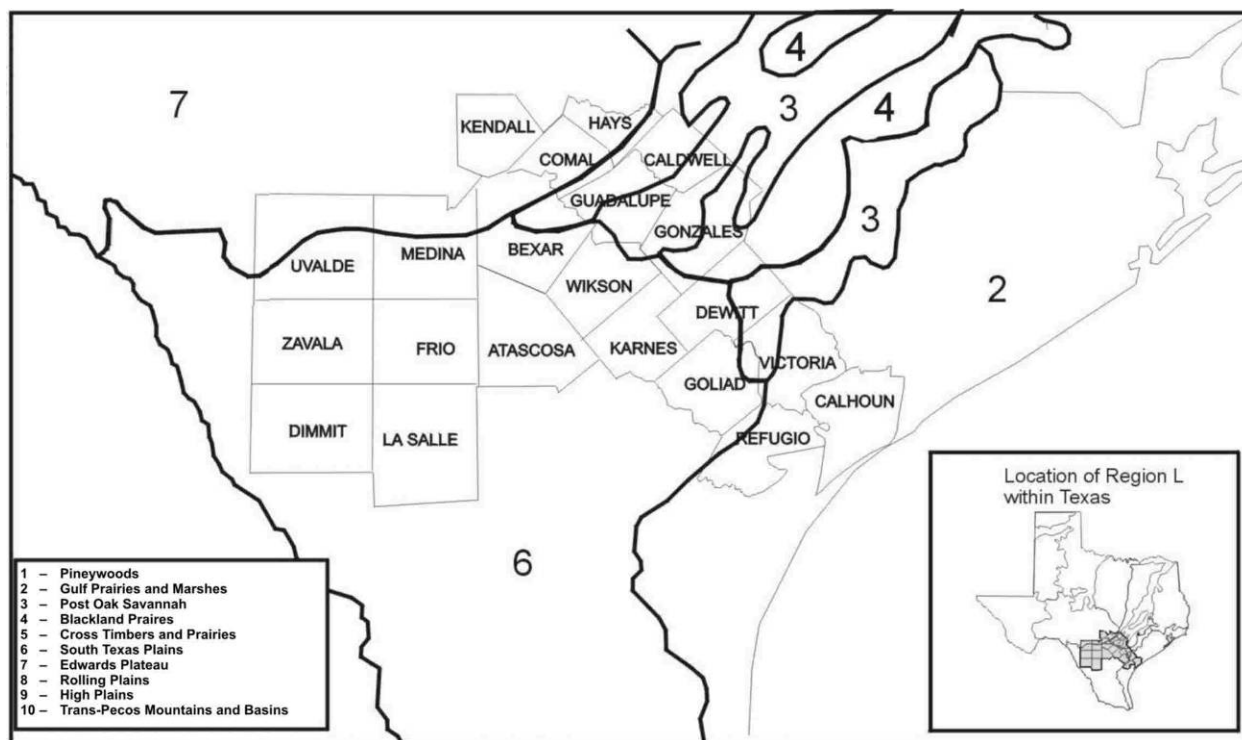 4
7
3
4
KENDALL
HAYS
COMAL
CALDWELL
GUADALUPE
3
GONZALES
BEXAR
MEDINA
UVALDE
2
WIKSON
DEWITT
ZAVALA
FRIO
ATASCOSA
KARNES
VICTORIA
GOLIAD
CALHOUN
DIMMIT
LA SALLE
REFUGIO
6
Location of Region L
within Texas
1 – Pineywoods
2 – Gulf Prairies and Marshes
3 – Post Oak Savannah
4 – Blackland Praires
5 – Cross Timbers and Prairies
6 – South Texas Plains
7 – Edwards Plateau
8 – Rolling Plains
9 – High Plains
10 – Trans-Pecos Mountains and Basins